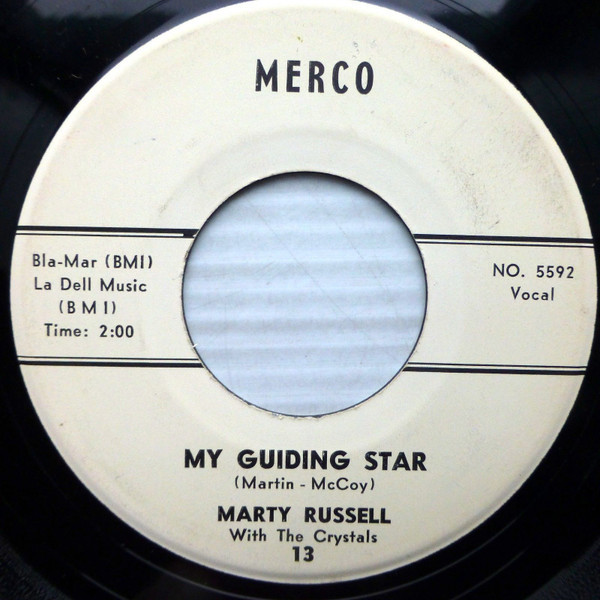 MERCO
Bla-Mar (BMI)
La Dell Music
(BMI)
Time: 2:00
NO. 5592
Vocal
MY GUIDING STAR
(Martin - McCoy)
MARTY RUSSELL
With The Crystals
13